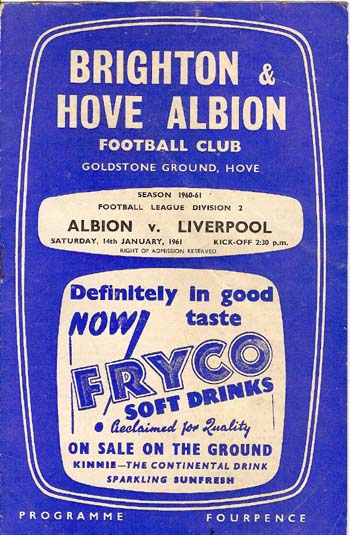 BRIGHTON &
HOVE ALBION
FOOTBALL CLUB
GOLDSTONE GROUND, HOVE
SEASON 1960-61
FOOTBALL LEAGUE DIVISION 2
ALBION v. LIVERPOOL
SATURDAY, 14th JANUARY, 1961 KICK-OFF 2:30 p.m.
RIGHT OF ADMISSION RESERVED
Definitely in good
NOW! taste
FRYCO
SOFT DRINKS
• Acclaimed for Quality
ON SALE ON THE GROUND
KINNIE—THE CONTINENTAL DRINK
SPARKLING SUNFRESH
PROGRAMME FOURPENCE